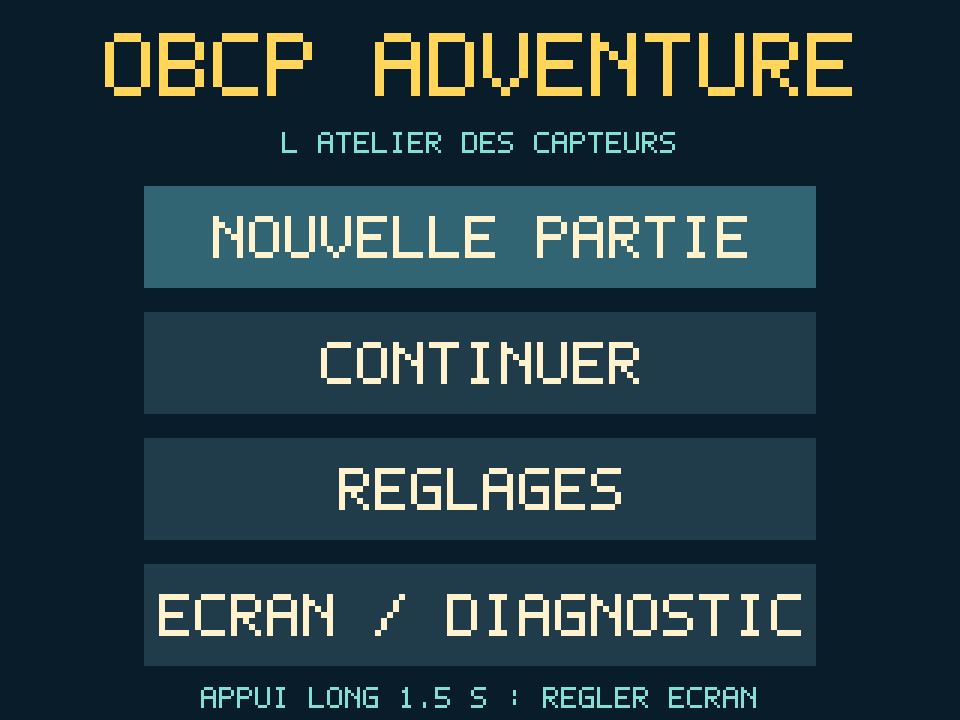 OBCP ADVENTURE
L ATELIER DES CAPTEURS
NOUVELLE PARTIE
CONTINUER
REGLAGES
ECRAN / DIAGNOSTIC
APPUI LONG 1.5 S : REGLER ECRAN